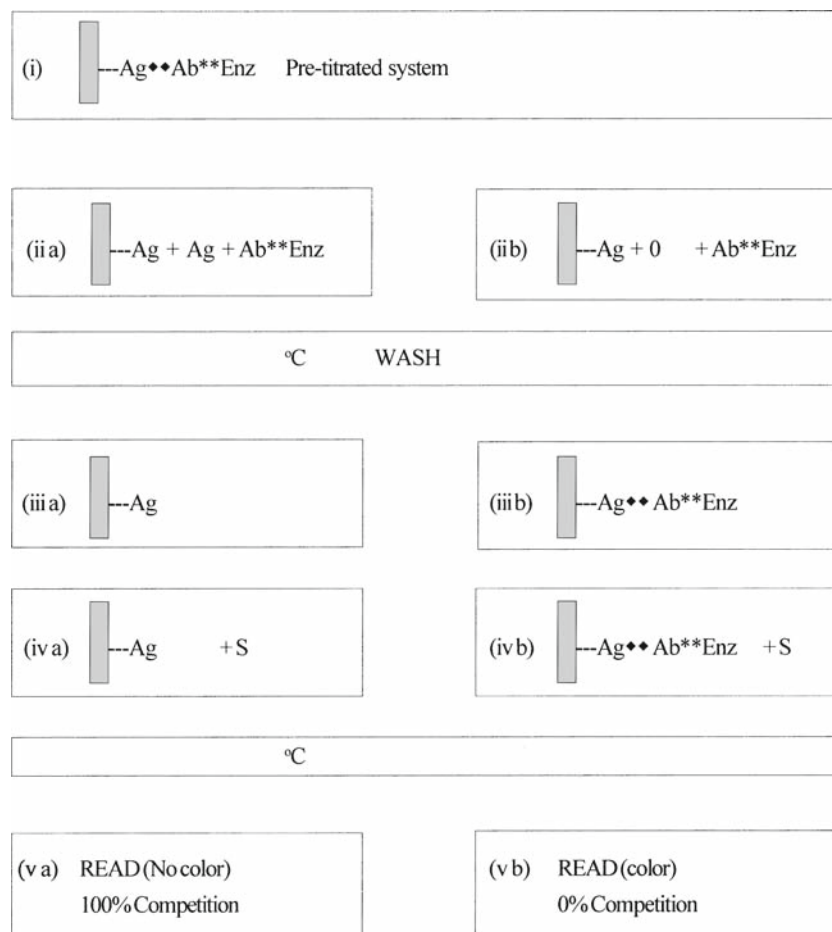 (i) ---Ag◆◆Ab**Enz Pre-titrated system
(ii a) ---Ag + Ag + Ab**Enz
(ii b) ---Ag + 0 + Ab**Enz
°C WASH
(iii a) ---Ag
(iii b) ---Ag◆◆Ab**Enz
(iv a) ---Ag + S
(iv b) ---Ag◆◆Ab**Enz + S
°C
(v a) READ (No color)
100% Competition
(v b) READ (color)
0% Competition